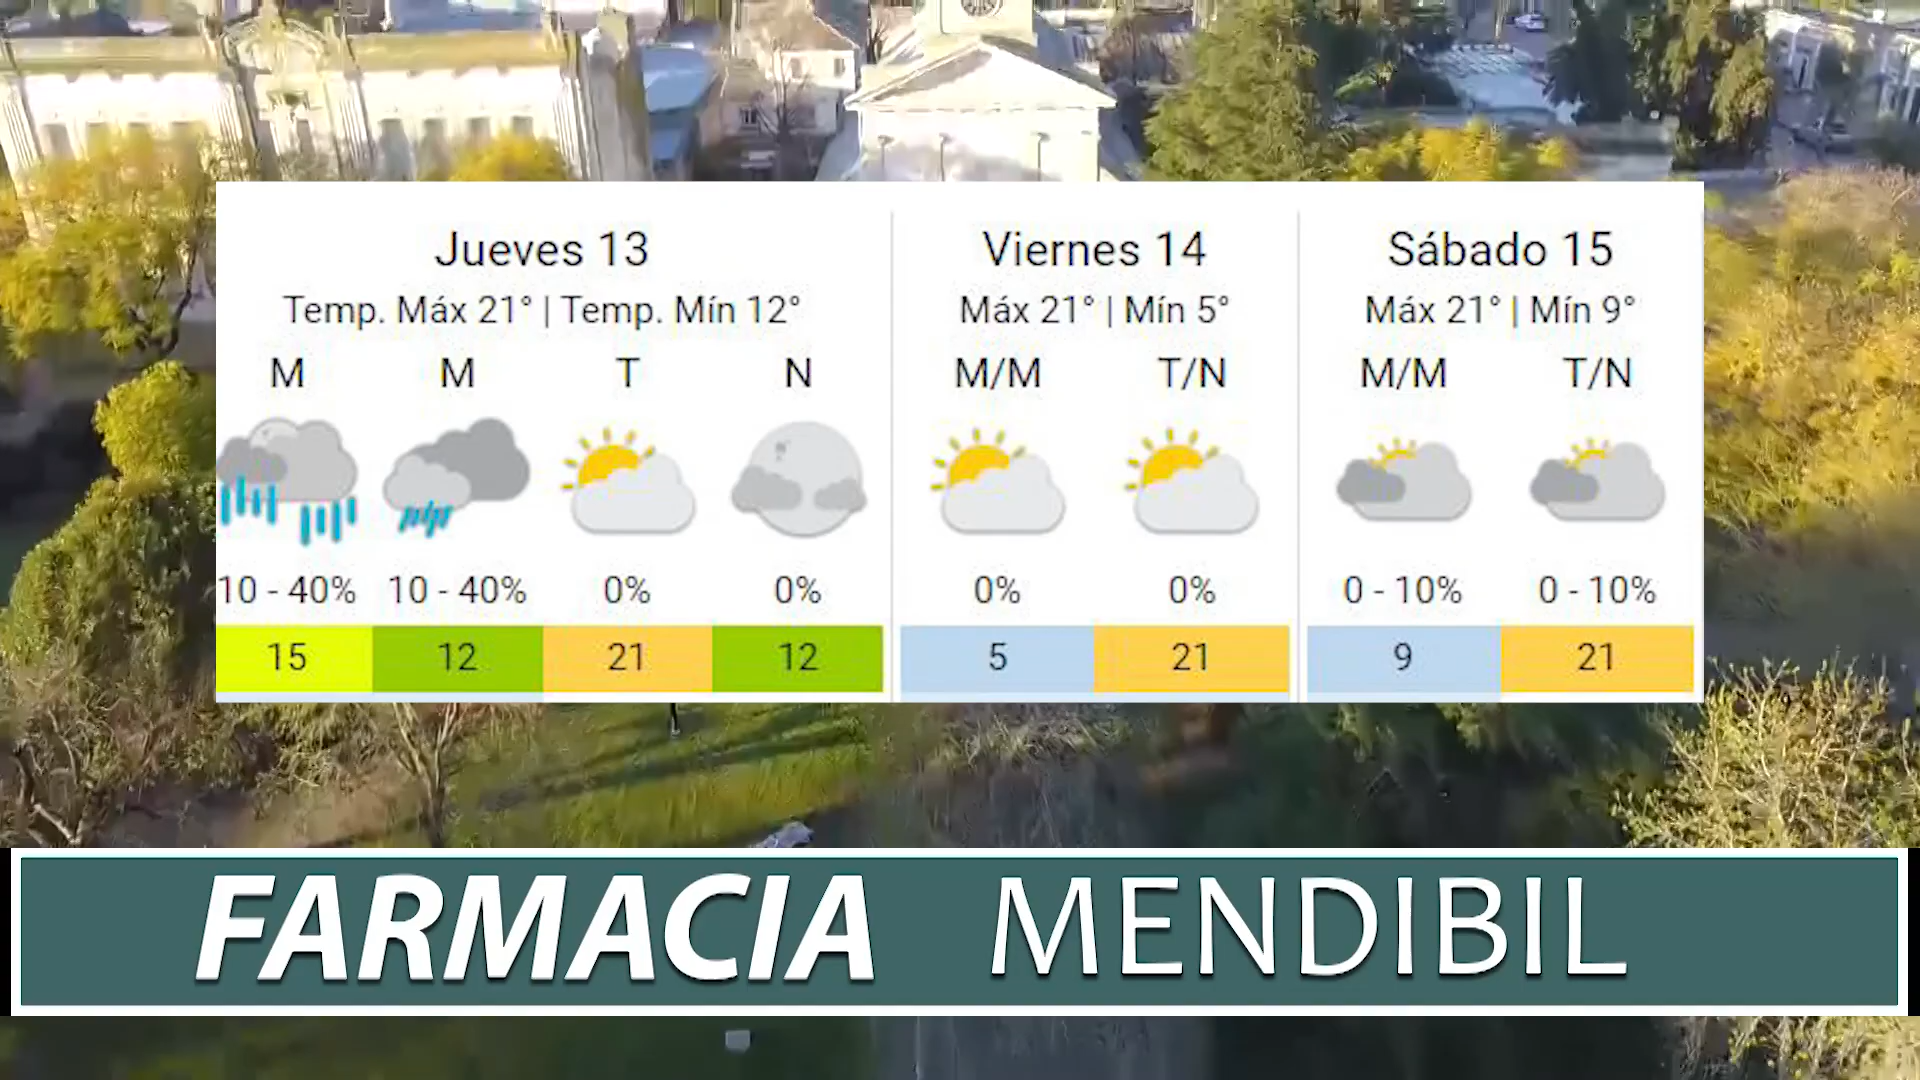 Jueves 13
Temp. Máx 21° | Temp. Mín 12°
M M T N
10 - 40% 10 - 40% 0% 0%
15 12 21 12
Viernes 14
Máx 21° | Mín 5°
M/M T/N
0% 0%
5 21
Sábado 15
Máx 21° | Mín 9°
M/M T/N
0 - 10% 0 - 10%
9 21
FARMACIA MENDIBIL